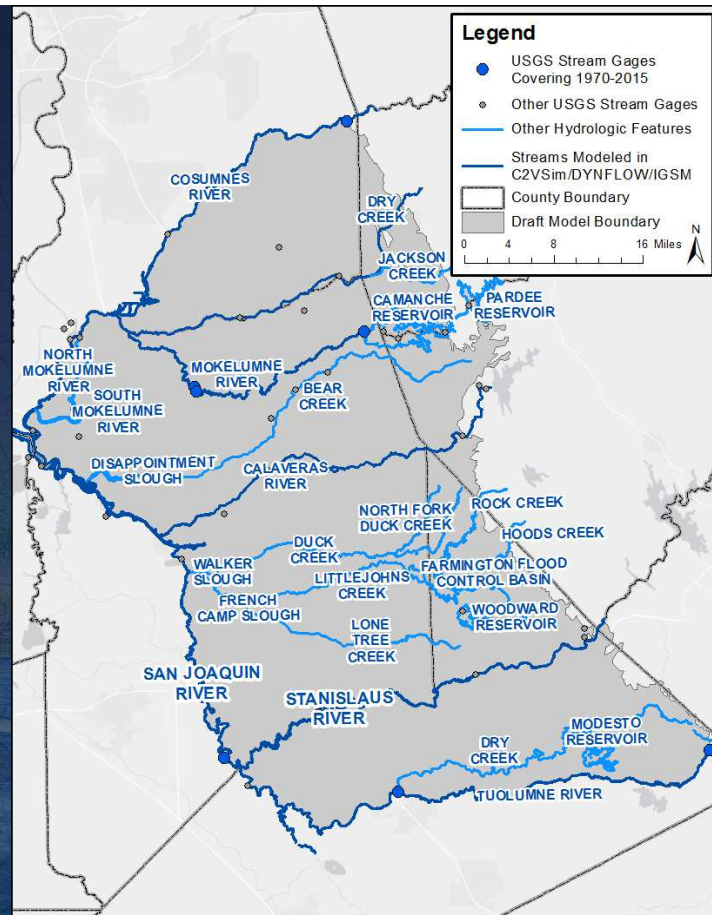 Legend
USGS Stream Gages
Covering 1970-2015
Other USGS Stream Gages
Other Hydrologic Features
Streams Modeled in
C2VSim/DYNFLOW/IGSM
County Boundary
Draft Model Boundary
N
0 4 8 16 Miles
COSUMNES
RIVER
DRY
CREEK
JACKSON
CREEK
CAMANCHE
RESERVOIR
PARDEE
RESERVOIR
NORTH
MOKELUMNE
RIVER
MOKELUMNE
RIVER
SOUTH
MOKELUMNE
RIVER
BEAR
CREEK
DISAPPOINTMENT
SLOUGH
CALAVERAS
RIVER
NORTH FORK
DUCK CREEK
ROCK CREEK
HOODS CREEK
DUCK
CREEK
WALKER
SLOUGH
LITTLEJOHNS
CREEK
FARMINGTON FLOOD
CONTROL BASIN
FRENCH
CAMP SLOUGH
WOODWARD
RESERVOIR
LONE
TREE
CREEK
SAN JOAQUIN
RIVER
STANISLAUS
RIVER
MODESTO
RESERVOIR
DRY
CREEK
TUOLUMNE RIVER